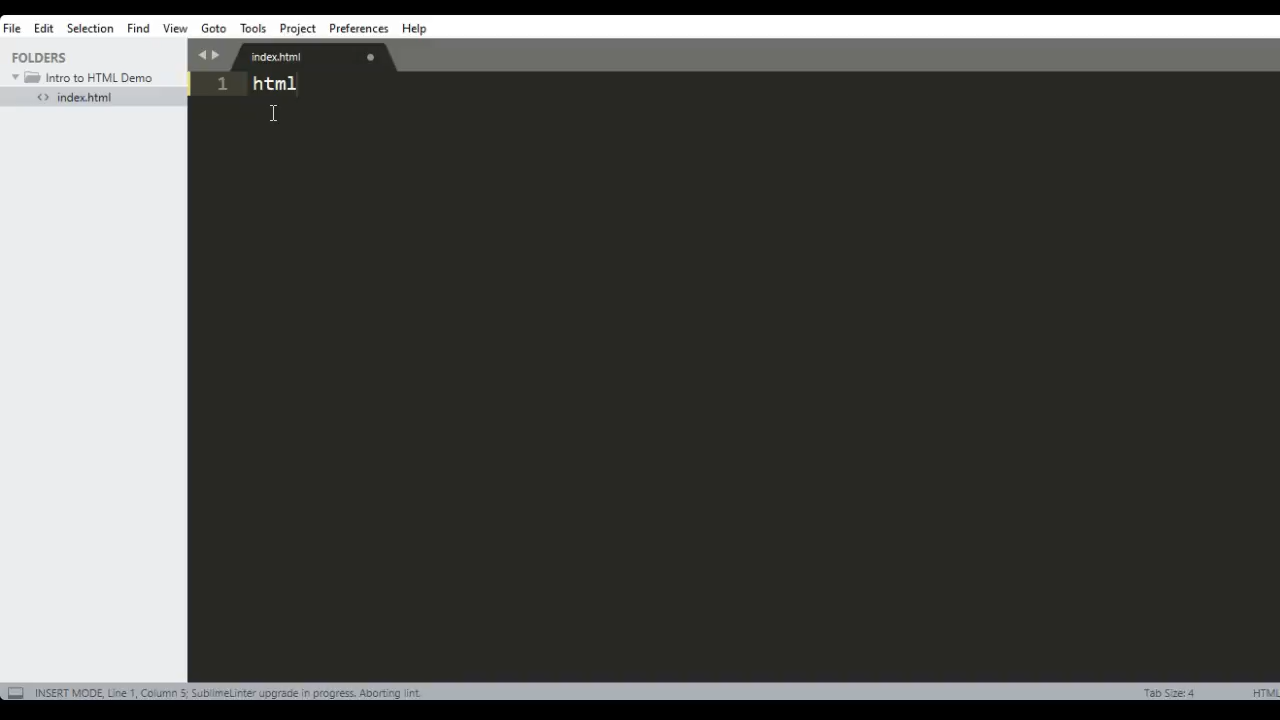 File Edit Selection Find View Goto Tools Project Preferences Help
FOLDERS
Intro to HTML Demo
index.html
index.html
1 html
INSERT MODE, Line 1, Column 5; SublimeLinter upgrade in progress. Aborting lint.
Tab Size: 4
HTML